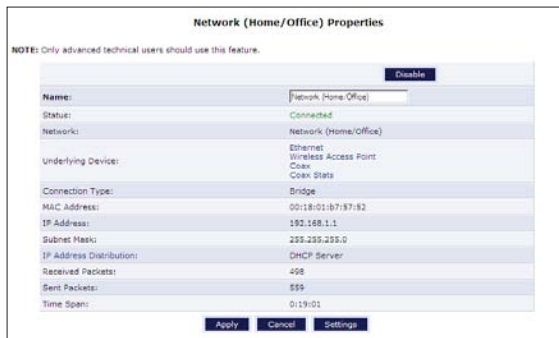 Network (Home/Office) Properties
NOTE: Only advanced technical users should use this feature.
Disable
Name: Network (Home/Office)
Status: Connected
Network: Network (Home/Office)
Underlying Device: Ethernet
Wireless Access Point
Coax
Coax Stats
Connection Type: Bridge
MAC Address: 00:18:01:b7:57:52
IP Address: 192.168.1.1
Subnet Mask: 255.255.255.0
IP Address Distribution: DHCP Server
Received Packets: 498
Sent Packets: 559
Time Span: 0:19:01
Apply Cancel Settings